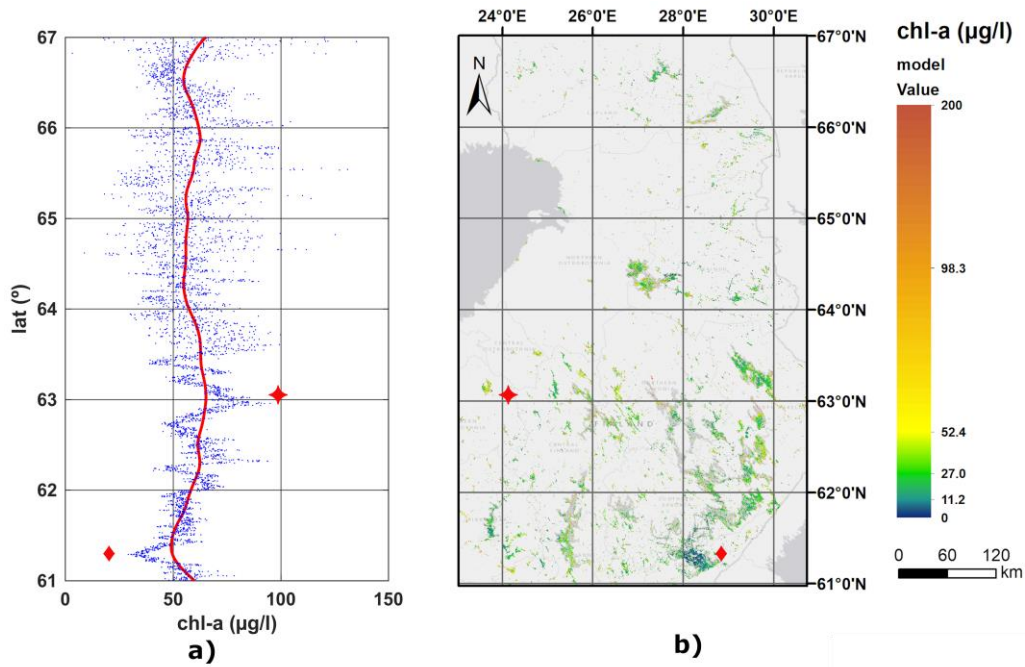 67
66
65
64
63
62
61
lat (º)
0
50
100
150
chl-a (µg/l)
a)
24°0'E
26°0'E
28°0'E
30°0'E
N
67°0'N
66°0'N
65°0'N
64°0'N
63°0'N
62°0'N
61°0'N
b)
chl-a (µg/l)
model
Value
200
98.3
52.4
27.0
11.2
0
0
60
120
km